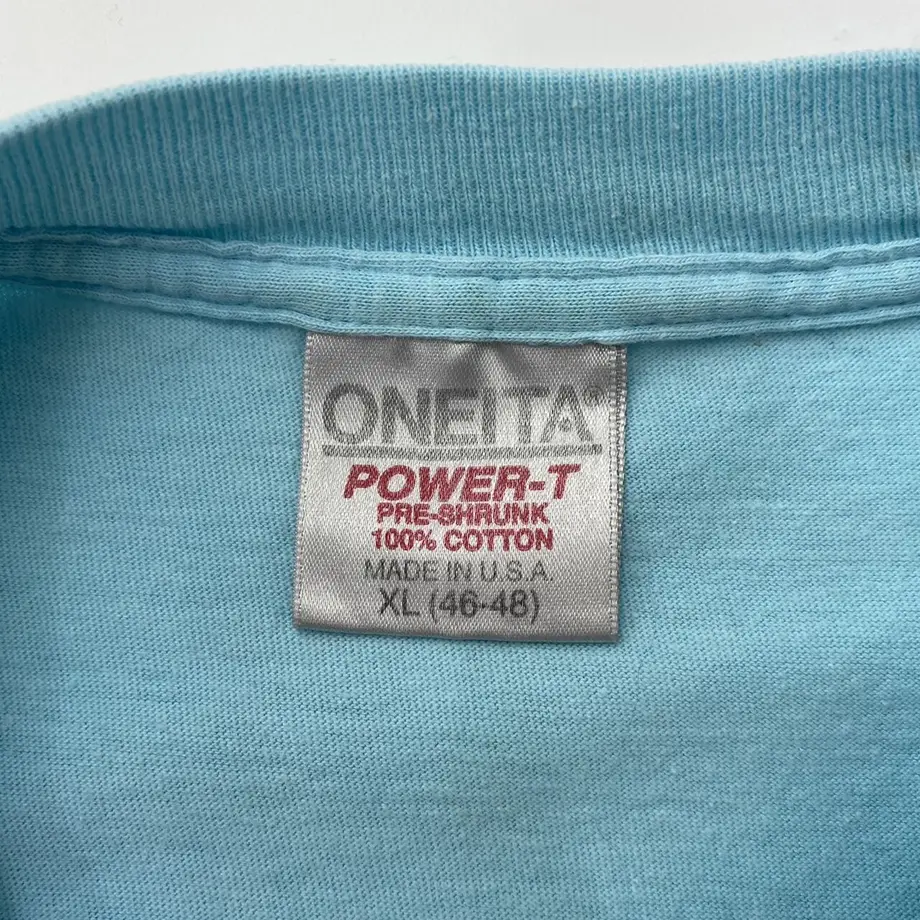 ONEITA®
POWER-T
PRE-SHRUNK
100% COTTON
MADE IN U.S.A.
XL (46-48)